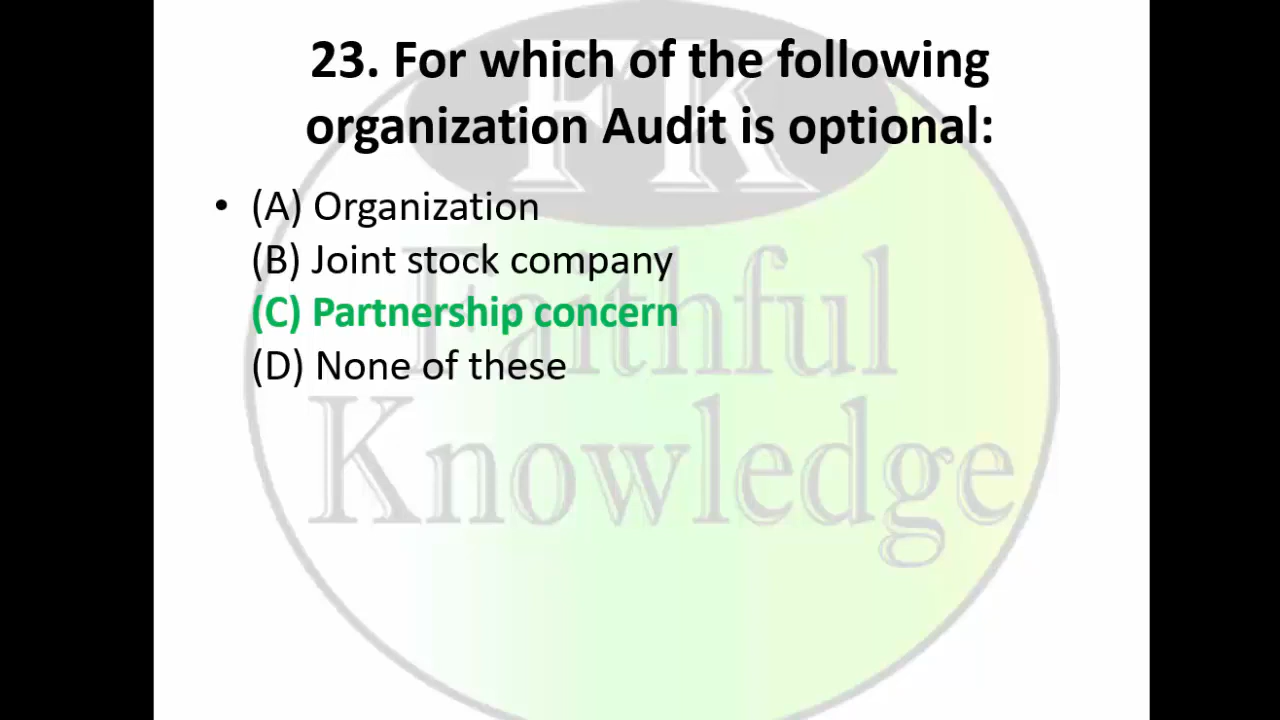 23. For which of the following
organization Audit is optional:
• (A) Organization
(B) Joint stock company
(C) Partnership concern
(D) None of these
FK
Faithful
Knowledge